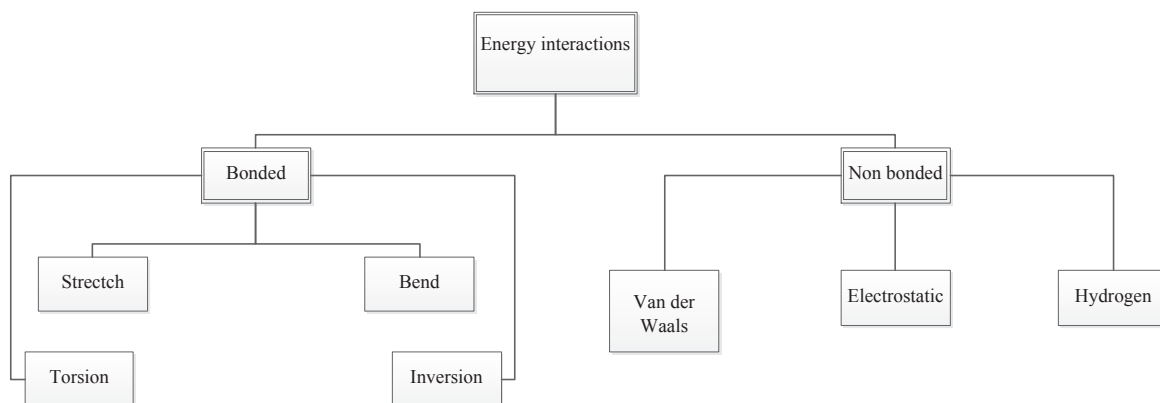 Energy interactions
Bonded
Non bonded
Strectch
Bend
Van der
Waals
Electrostatic
Hydrogen
Torsion
Inversion